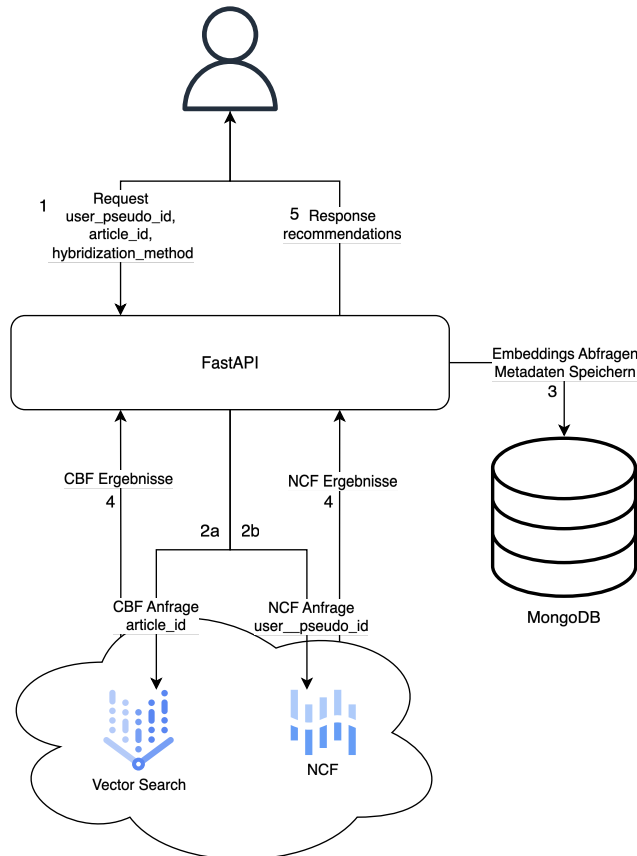 1
Request
user_pseudo_id,
article_id,
hybridization_method
5 Response
recommendations
FastAPI
Embeddings Abfragen
Metadaten Speichern
3
CBF Ergebnisse
4
NCF Ergebnisse
4
2a 2b
MongoDB
CBF Anfrage
article_id
NCF Anfrage
user__pseudo_id
Vector Search
NCF